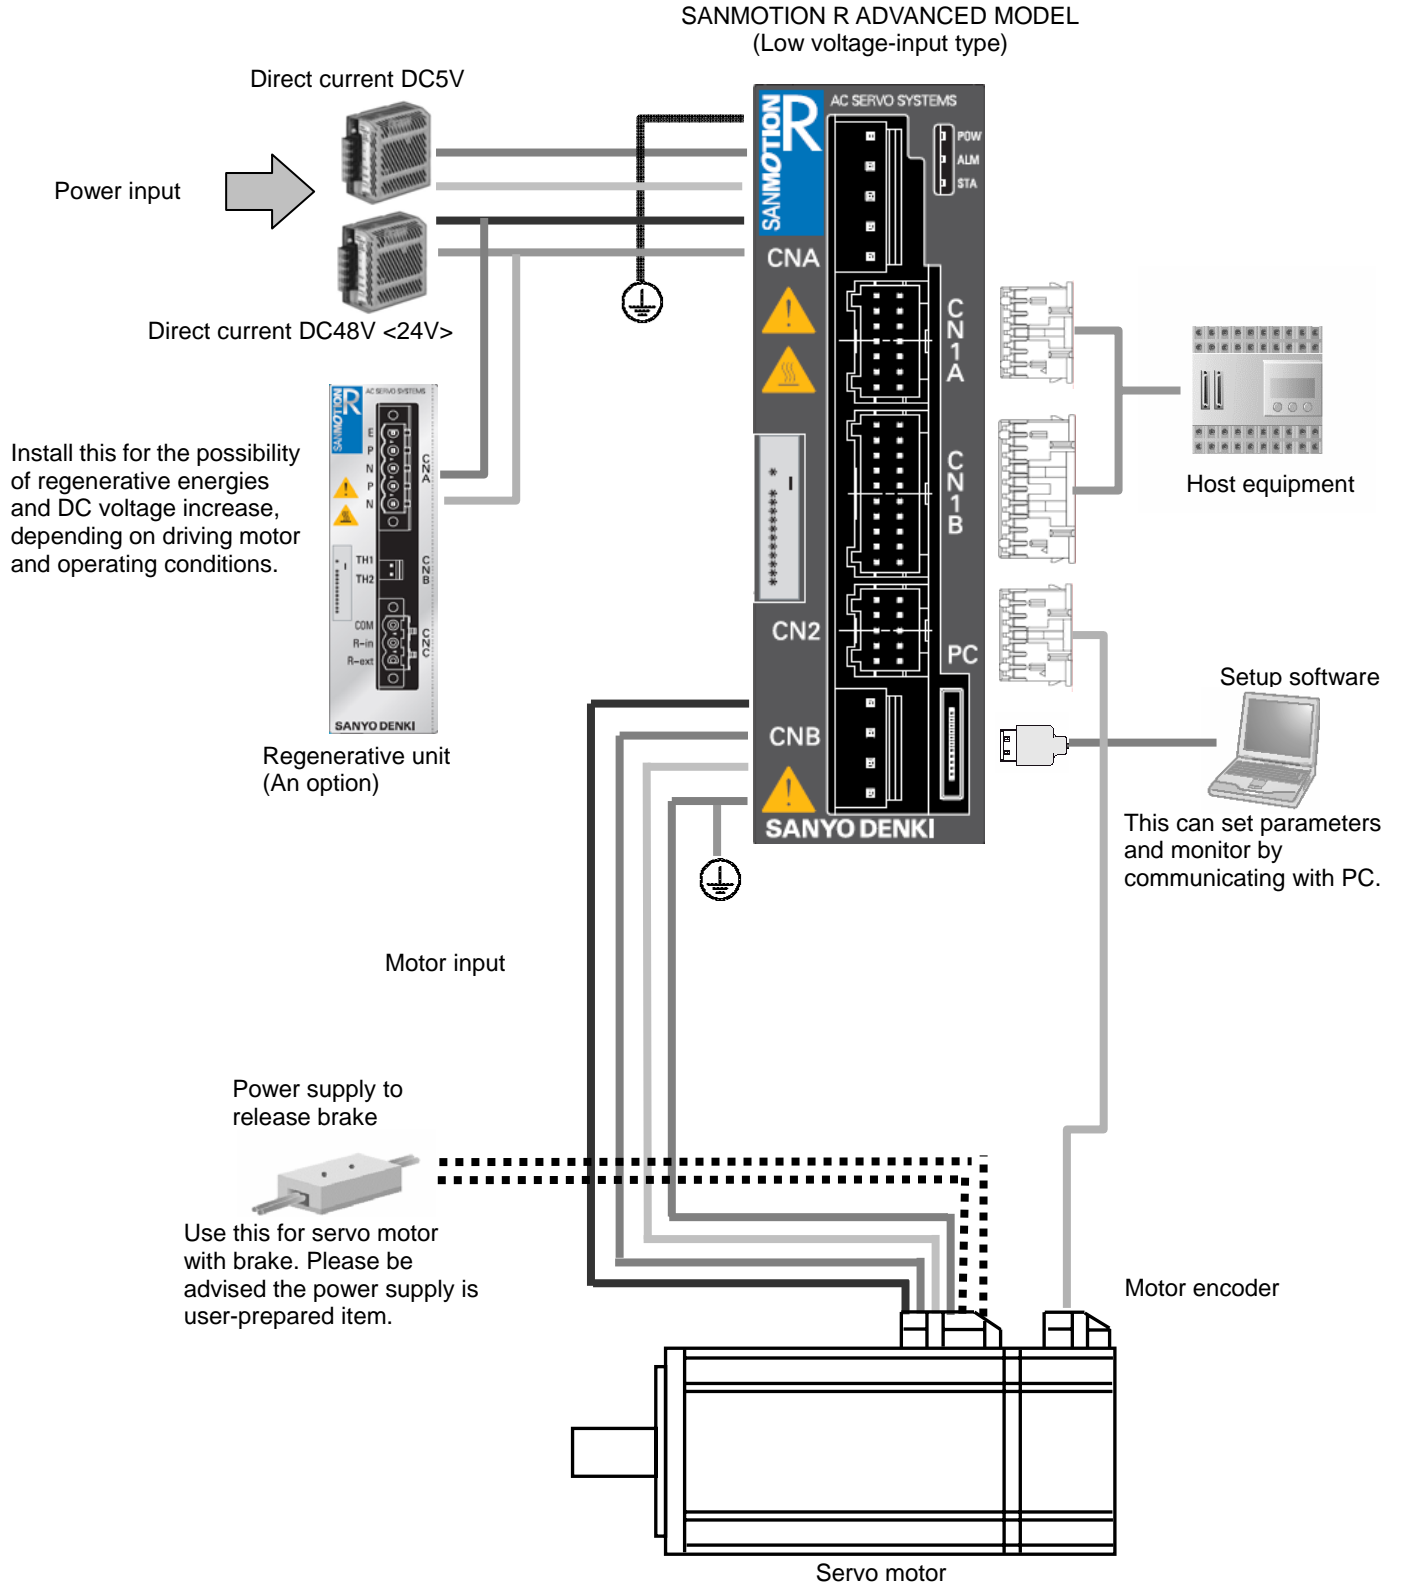 SANMOTION R ADVANCED MODEL
(Low voltage-input type)
Direct current DC5V
Power input
Direct current DC48V <24V>
SANMOTION R
AC SERVO SYSTEMS
POW
ALM
STA
CNA
CN1A
CN1B
CN2
PC
CNB
SANYO DENKI
Install this for the possibility
of regenerative energies
and DC voltage increase,
depending on driving motor
and operating conditions.
SANMOTION R
AC SERVO SYSTEMS
E
P
N
P
N
CNA
TH1
TH2
CNB
COM
R-in
R-ext
CNC
SANYO DENKI
Regenerative unit
(An option)
Host equipment
Setup software
This can set parameters
and monitor by
communicating with PC.
Motor input
Power supply to
release brake
Use this for servo motor
with brake. Please be
advised the power supply is
user-prepared item.
Motor encoder
Servo motor